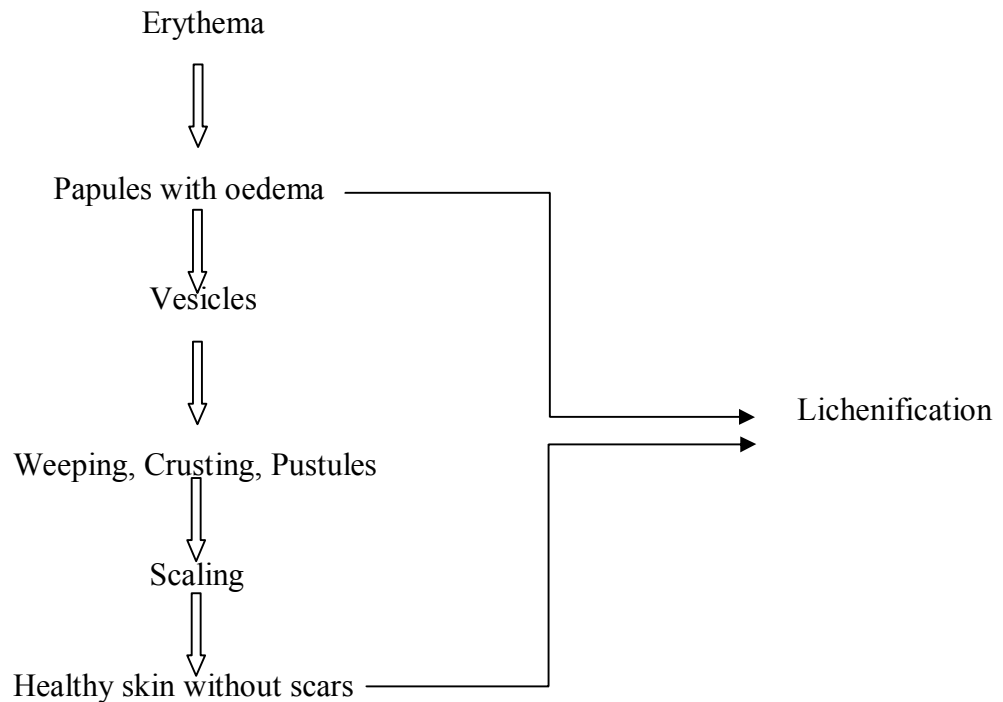 Erythema
Papules with oedema
Vesicles
Lichenification
Weeping, Crusting, Pustules
Scaling
Healthy skin without scars